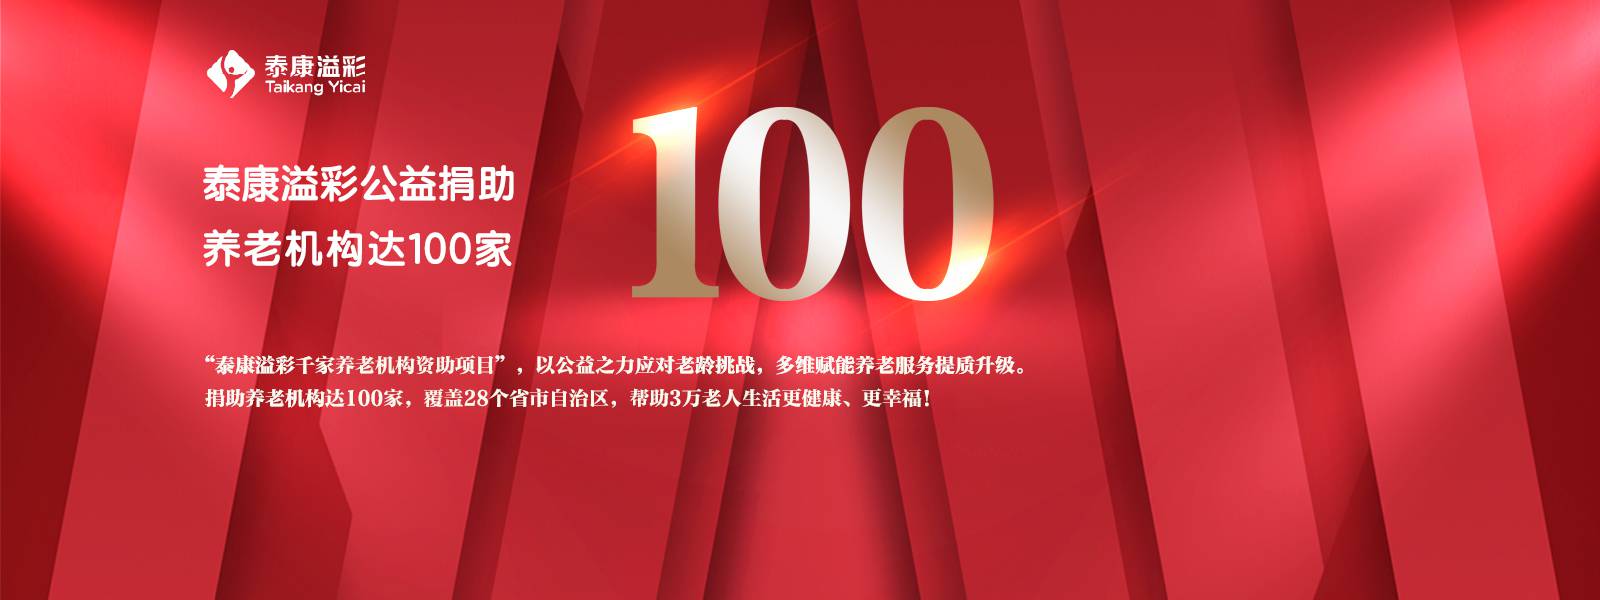 泰康溢彩
Taikang Yicai
100
泰康溢彩公益捐助
养老机构达100家
“泰康溢彩千家养老机构资助项目”，以公益之力应对老龄挑战，多维赋能养老服务提质升级。
捐助养老机构达100家，覆盖28个省市自治区，帮助3万老人生活更健康、更幸福！